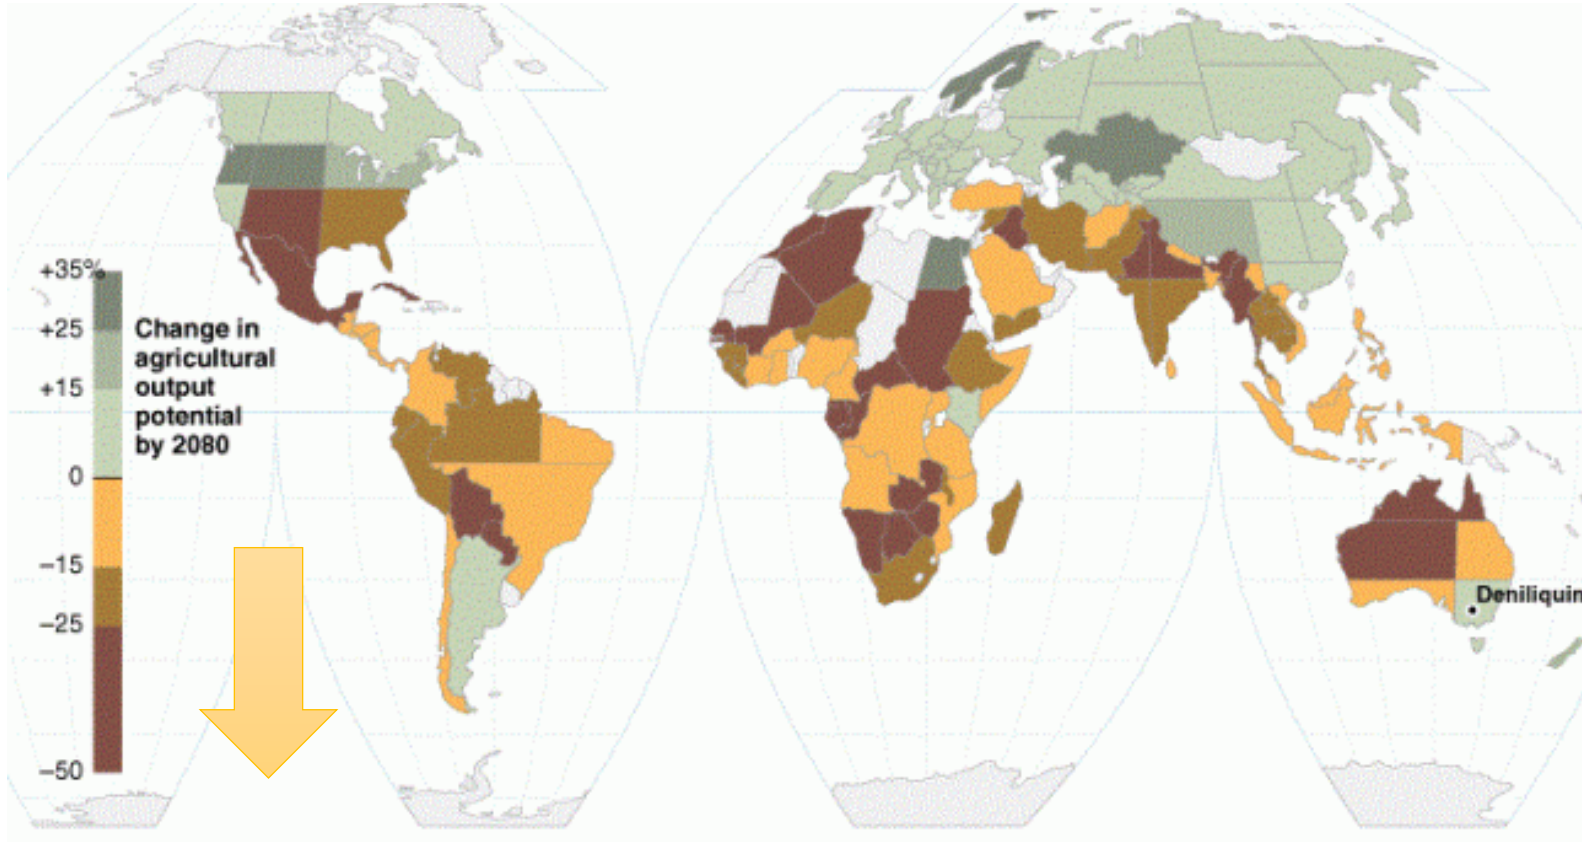 +35%
+25
+15
0
–15
–25
–50
Change in
agricultural
output
potential
by 2080
Deniliquin